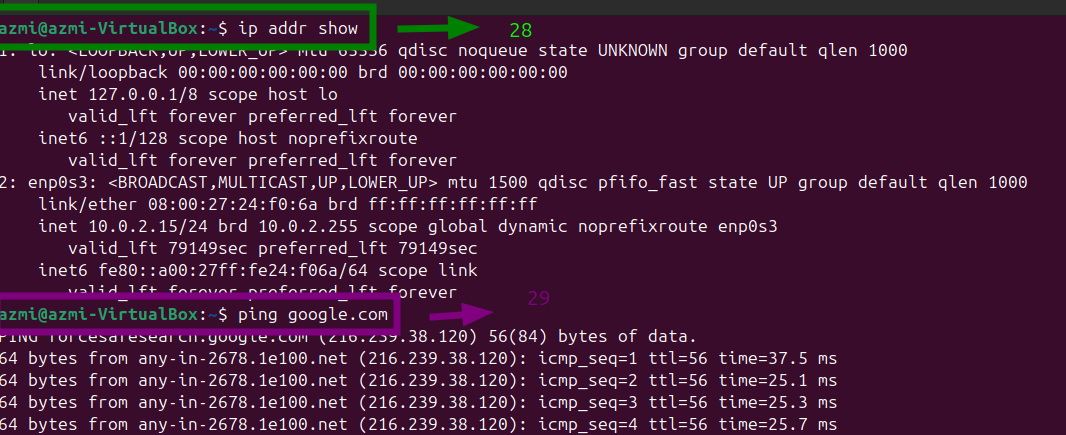 azmi@azmi-VirtualBox:~$ ip addr show 28
1: lo: <LOOPBACK,UP,LOWER_UP> mtu 65536 qdisc noqueue state UNKNOWN group default qlen 1000
link/loopback 00:00:00:00:00:00 brd 00:00:00:00:00:00
inet 127.0.0.1/8 scope host lo
valid_lft forever preferred_lft forever
inet6 ::1/128 scope host noprefixroute
valid_lft forever preferred_lft forever
2: enp0s3: <BROADCAST,MULTICAST,UP,LOWER_UP> mtu 1500 qdisc pfifo_fast state UP group default qlen 1000
link/ether 08:00:27:24:f0:6a brd ff:ff:ff:ff:ff:ff
inet 10.0.2.15/24 brd 10.0.2.255 scope global dynamic noprefixroute enp0s3
valid_lft 79149sec preferred_lft 79149sec
inet6 fe80::a00:27ff:fe24:f06a/64 scope link
valid_lft forever preferred_lft forever
azmi@azmi-VirtualBox:~$ ping google.com 29
PING forcesafesearch.google.com (216.239.38.120) 56(84) bytes of data.
64 bytes from any-in-2678.1e100.net (216.239.38.120): icmp_seq=1 ttl=56 time=37.5 ms
64 bytes from any-in-2678.1e100.net (216.239.38.120): icmp_seq=2 ttl=56 time=25.1 ms
64 bytes from any-in-2678.1e100.net (216.239.38.120): icmp_seq=3 ttl=56 time=25.3 ms
64 bytes from any-in-2678.1e100.net (216.239.38.120): icmp_seq=4 ttl=56 time=25.7 ms